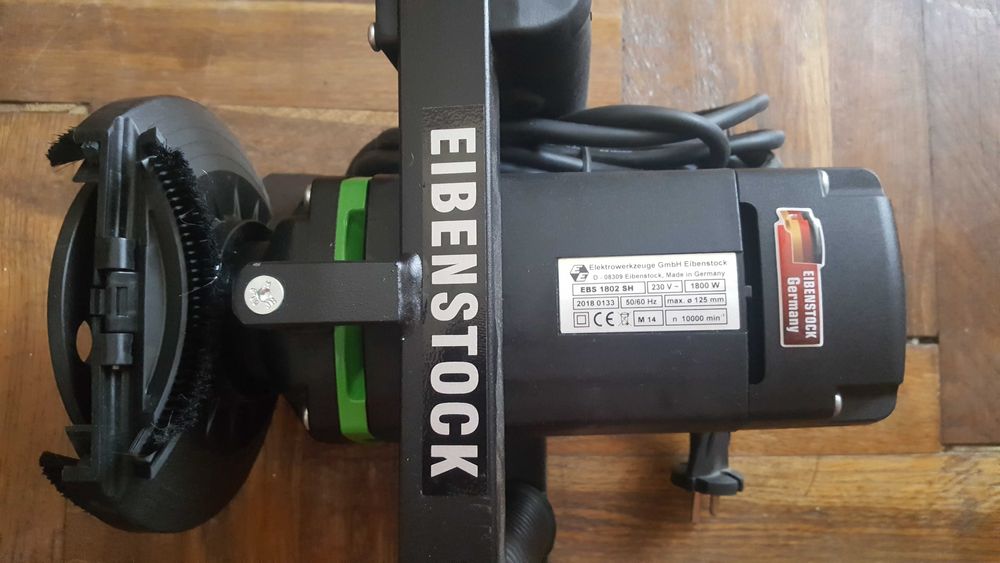 EIBENSTOCK
Elektrowerkzeuge GmbH Eibenstock
D - 08309 Eibenstock, Made in Germany
EBS 1802 SH 230 V ~ 1800 W
2018 0133 50/60 Hz max. ø 125 mm
CE M 14 n 10000 min⁻¹
EIBENSTOCK
Germany